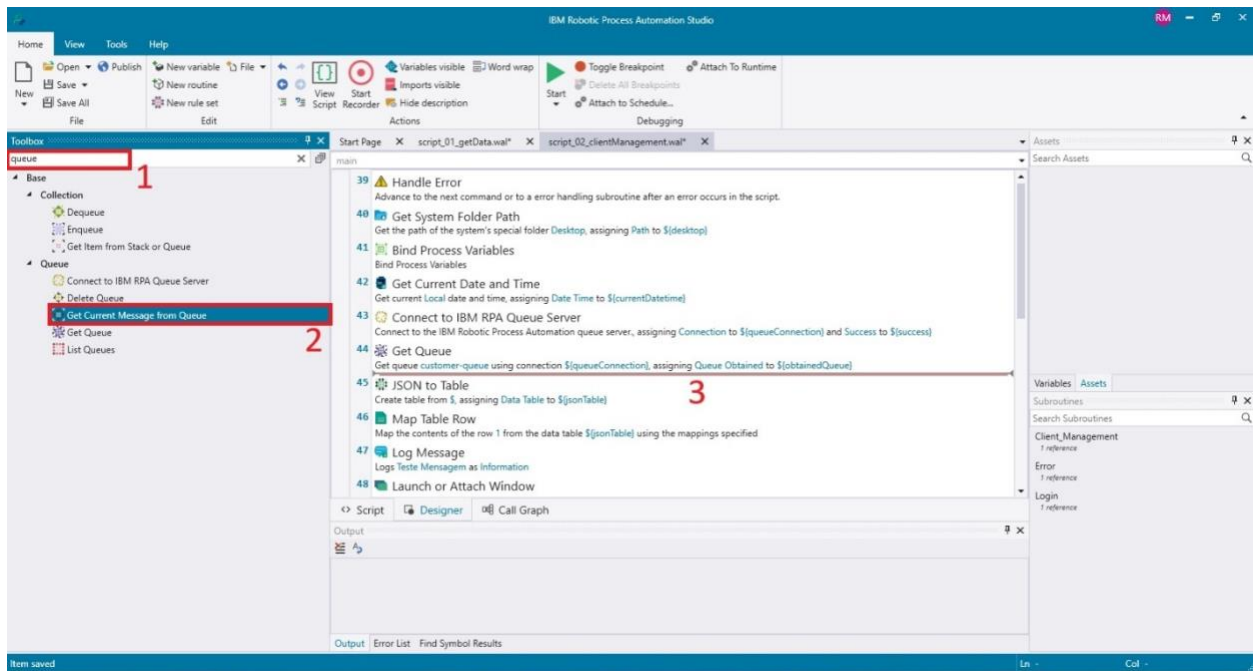 IBM Robotic Process Automation Studio
RM
Home View Tools Help
New
Open
Save
Save All
File
Publish
New variable
New routine
New rule set
File
Edit
View Script
Start Recorder
Variables visible
Imports visible
Hide description
Word wrap
Actions
Start
Toggle Breakpoint
Delete All Breakpoints
Attach to Schedule...
Attach To Runtime
Debugging
Toolbox
queue
1
Base
Collection
Dequeue
Enqueue
Get Item from Stack or Queue
Queue
Connect to IBM RPA Queue Server
Delete Queue
Get Current Message from Queue
2
Get Queue
List Queues
Start Page X script_01_getData.wal* X script_02_clientManagement.wal* X
main
39 Handle Error
Advance to the next command or to a error handling subroutine after an error occurs in the script.
40 Get System Folder Path
Get the path of the system's special folder Desktop, assigning Path to ${desktop}
41 Bind Process Variables
Bind Process Variables
42 Get Current Date and Time
Get current Local date and time, assigning Date Time to ${currentDatetime}
43 Connect to IBM RPA Queue Server
Connect to the IBM Robotic Process Automation queue server., assigning Connection to ${queueConnection} and Success to ${success}
44 Get Queue
Get queue customer-queue using connection ${queueConnection}, assigning Queue Obtained to ${obtainedQueue}
3
45 JSON to Table
Create table from $, assigning Data Table to ${jsonTable}
46 Map Table Row
Map the contents of the row 1 from the data table ${jsonTable} using the mappings specified
47 Log Message
Logs Teste Mensagem as Information
48 Launch or Attach Window
Script Designer Call Graph
Output
Output Error List Find Symbol Results
Assets
Search Assets
Variables Assets
Subroutines
Search Subroutines
Client_Management
1 reference
Error
1 reference
Login
1 reference
Item saved
Ln - Col -